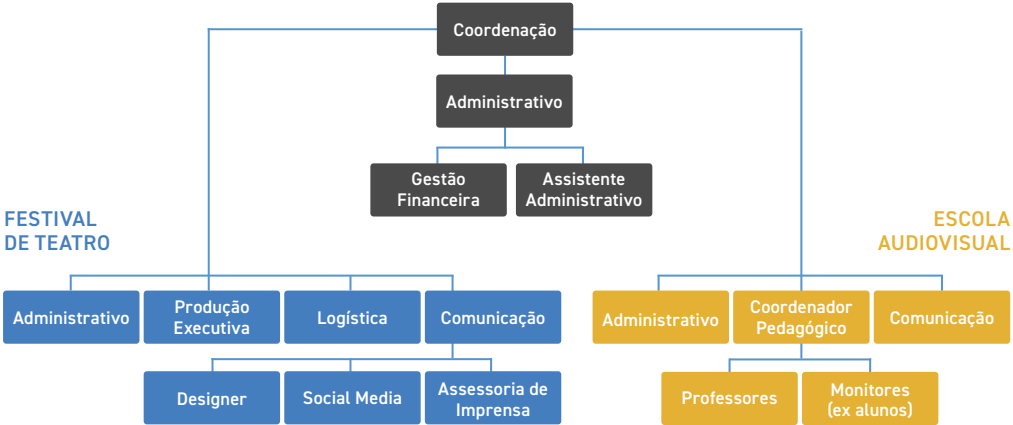 Coordenação
Administrativo
Gestão
Financeira
Assistente
Administrativo
FESTIVAL
DE TEATRO
ESCOLA
AUDIOVISUAL
Administrativo
Produção
Executiva
Logística
Comunicação
Administrativo
Coordenador
Pedagógico
Comunicação
Designer
Social Media
Assessoria de
Imprensa
Professores
Monitores
(ex alunos)